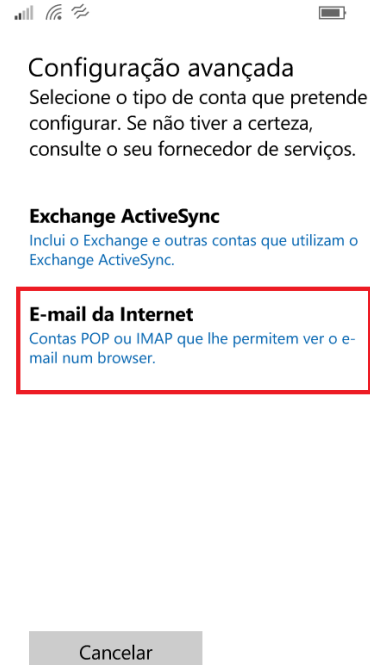 Configuração avançada
Selecione o tipo de conta que pretende
configurar. Se não tiver a certeza,
consulte o seu fornecedor de serviços.
Exchange ActiveSync
Inclui o Exchange e outras contas que utilizam o
Exchange ActiveSync.
E-mail da Internet
Contas POP ou IMAP que lhe permitem ver o e-
mail num browser.
Cancelar